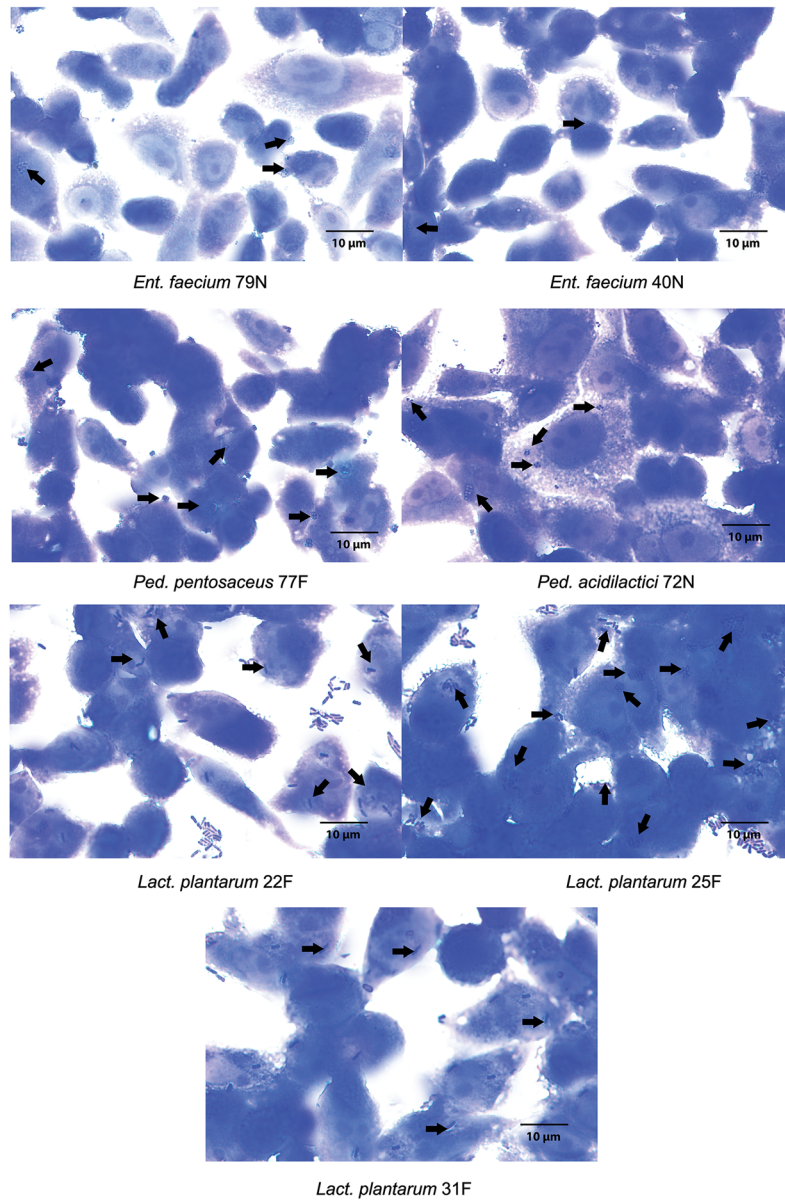 10 µm
10 µm
Ent. faecium 79N
Ent. faecium 40N
10 µm
10 µm
Ped. pentosaceus 77F
Ped. acidilactici 72N
10 µm
10 µm
Lact. plantarum 22F
Lact. plantarum 25F
10 µm
Lact. plantarum 31F